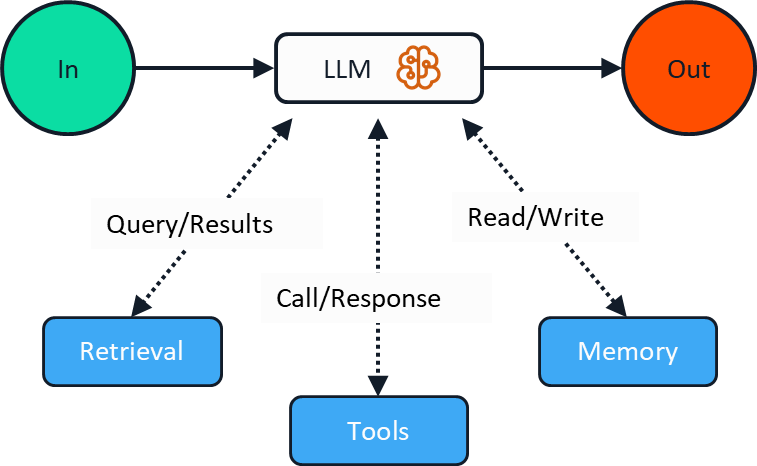 In
LLM
Out
Query/Results
Read/Write
Call/Response
Retrieval
Memory
Tools